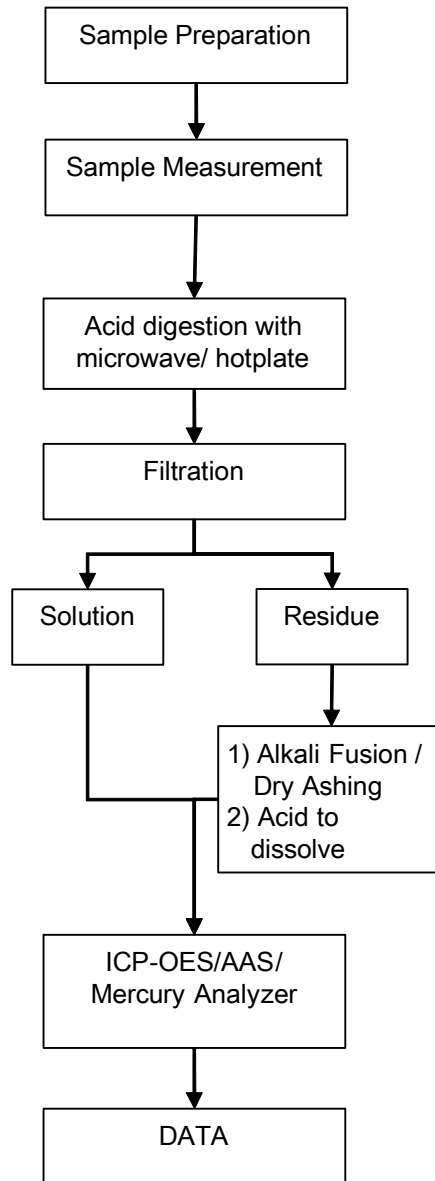 Sample Preparation
Sample Measurement
Acid digestion with
microwave/ hotplate
Filtration
Solution
Residue
1) Alkali Fusion /
Dry Ashing
2) Acid to
dissolve
ICP-OES/AAS/
Mercury Analyzer
DATA